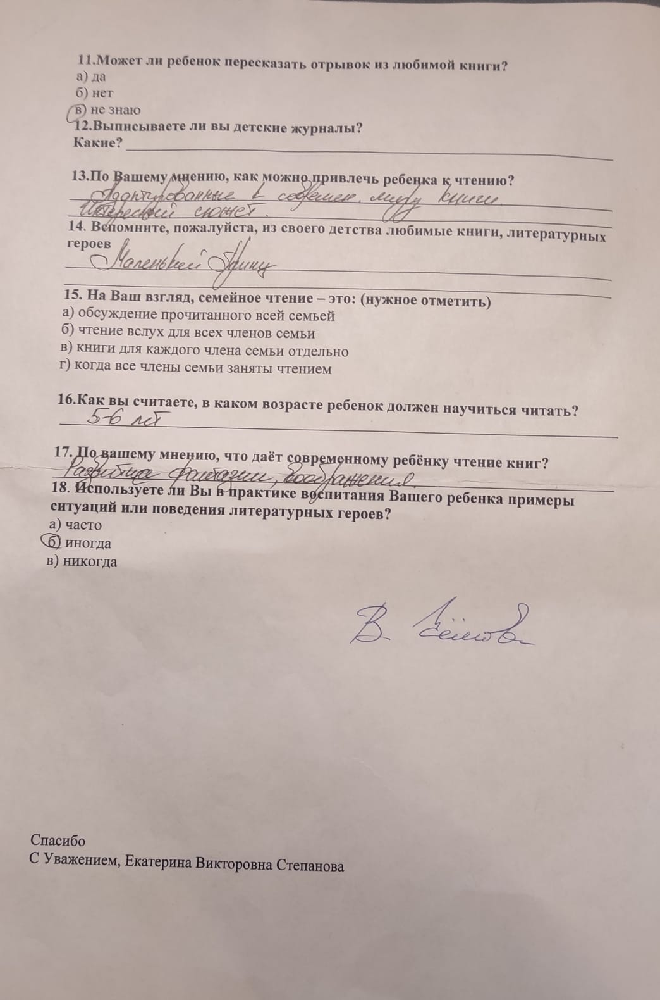 11.Может ли ребенок пересказать отрывок из любимой книги?
а) да
б) нет
в) не знаю
12.Выписываете ли вы детские журналы?
Какие?
13.По Вашему мнению, как можно привлечь ребенка к чтению?
Адаптированные к современ. миру книги.
Интересный сюжет.
14. Вспомните, пожалуйста, из своего детства любимые книги, литературных
героев
Маленький Принц
15. На Ваш взгляд, семейное чтение – это: (нужное отметить)
а) обсуждение прочитанного всей семьей
б) чтение вслух для всех членов семьи
в) книги для каждого члена семьи отдельно
г) когда все члены семьи заняты чтением
16.Как вы считаете, в каком возрасте ребенок должен научиться читать?
5-6 лет
17. По вашему мнению, что даёт современному ребёнку чтение книг?
Развитие фантазии, воображения.
18. Используете ли Вы в практике воспитания Вашего ребенка примеры
ситуаций или поведения литературных героев?
а) часто
б) иногда
в) никогда
В.
Спасибо
С Уважением, Екатерина Викторовна Степанова